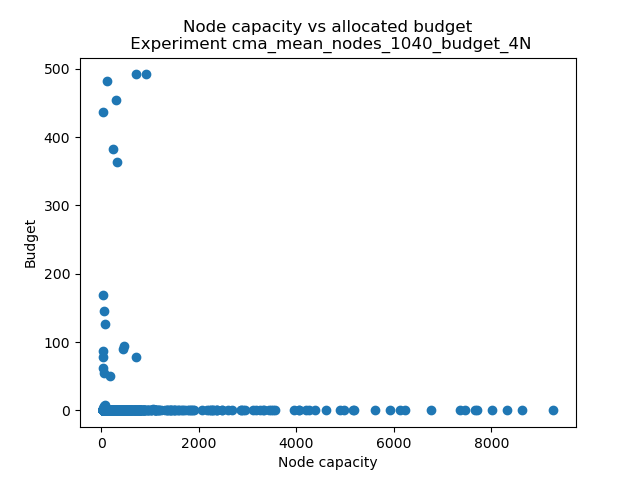 Node capacity vs allocated budget
Experiment cma_mean_nodes_1040_budget_4N
500
400
300
200
100
0
Budget
0 2000 4000 6000 8000
Node capacity